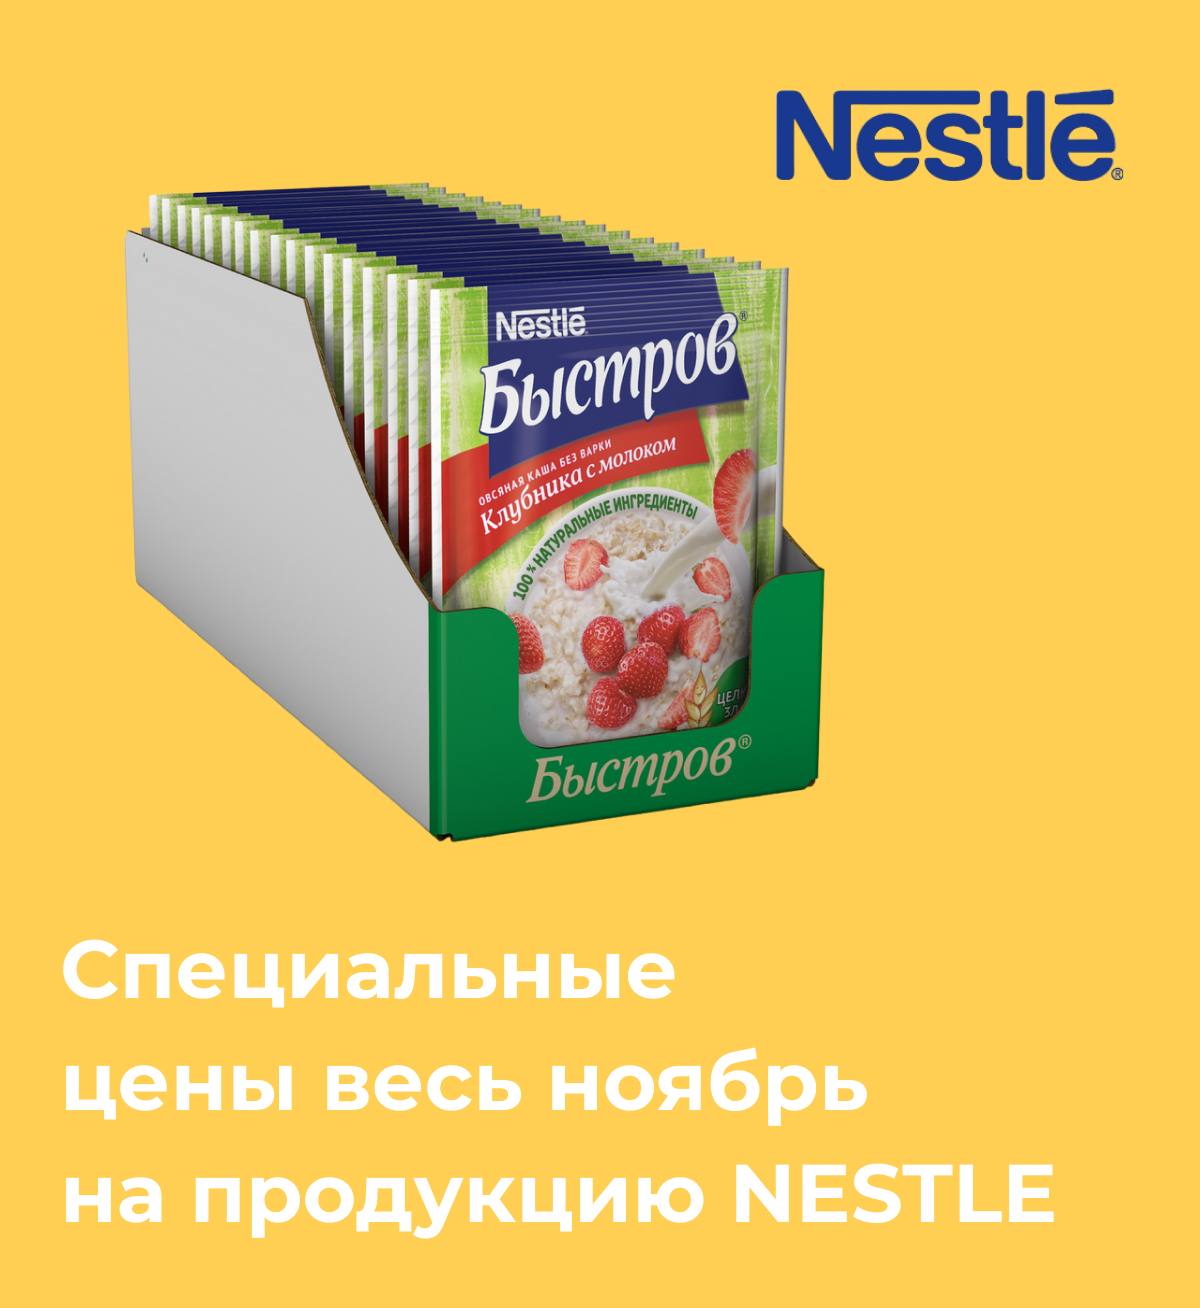 Nestlé
Nestlé
Быстров®
ОВСЯНАЯ КАША БЕЗ ВАРКИ
Клубника с молоком
100% НАТУРАЛЬНЫЕ ИНГРЕДИЕНТЫ
Быстров®
Специальные
цены весь ноябрь
на продукцию NESTLE